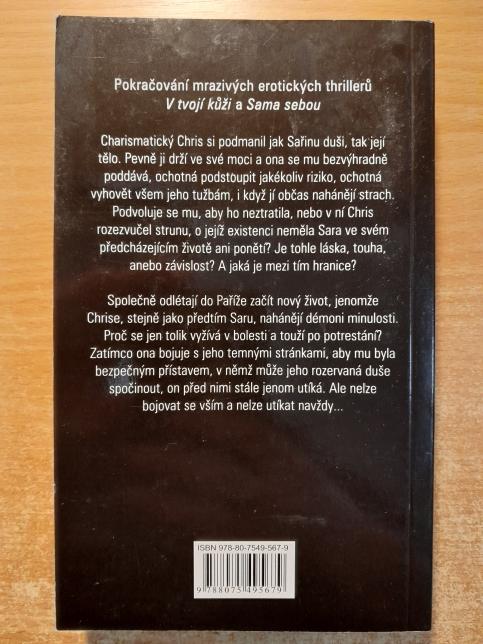 Pokračování mrazivých erotických thrillerů
V tvojí kůži a Sama sebou
Charismatický Chris si podmanil jak Sařinu duši, tak její
tělo. Pevně ji drží ve své moci a ona se mu bezvýhradně
poddává, ochotná podstoupit jakékoliv riziko, ochotná
vyhovět všem jeho tužbám, i když jí občas nahánějí strach.
Podvoluje se mu, aby ho neztratila, nebo v ní Chris
rozezvučel strunu, o jejíž existenci neměla Sara ve svém
předcházejícím životě ani ponětí? Je tohle láska, touha,
anebo závislost? A jaká je mezi tím hranice?
Společně odlétají do Paříže začít nový život, jenomže
Chrise, stejně jako předtím Saru, nahánějí démoni minulosti.
Proč se jen tolik vyžívá v bolesti a touží po potrestání?
Zatímco ona bojuje s jeho temnými stránkami, aby mu byla
bezpečným přístavem, v němž může jeho rozervaná duše
spočinout, on před nimi stále jenom utíká. Ale nelze
bojovat se vším a nelze utíkat navždy...
ISBN 978-80-7549-567-9
9 788075 495679